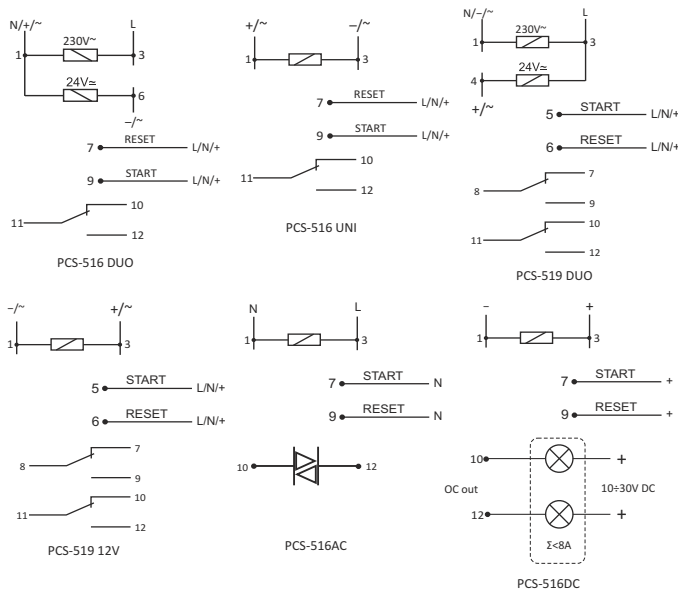 N/+/~ L
230V~
1 3
24V≃
6
−/~
7 RESET L/N/+
9 START L/N/+
10
11
12
PCS-516 DUO
+/~ −/~
1 3
7 RESET L/N/+
9 START L/N/+
10
11
12
PCS-516 UNI
N/−/~ L
230V~
1 3
24V≃
4
+/~
5 START L/N/+
6 RESET L/N/+
7
8
9
10
11
12
PCS-519 DUO
−/~ +/~
1 3
5 START L/N/+
6 RESET L/N/+
7
8
9
10
11
12
PCS-519 12V
N L
1 3
7 START N
9 RESET N
10 12
PCS-516AC
- +
1 3
7 START +
9 RESET +
10 +
OC out 10÷30V DC
12 +
Σ<8A
PCS-516DC